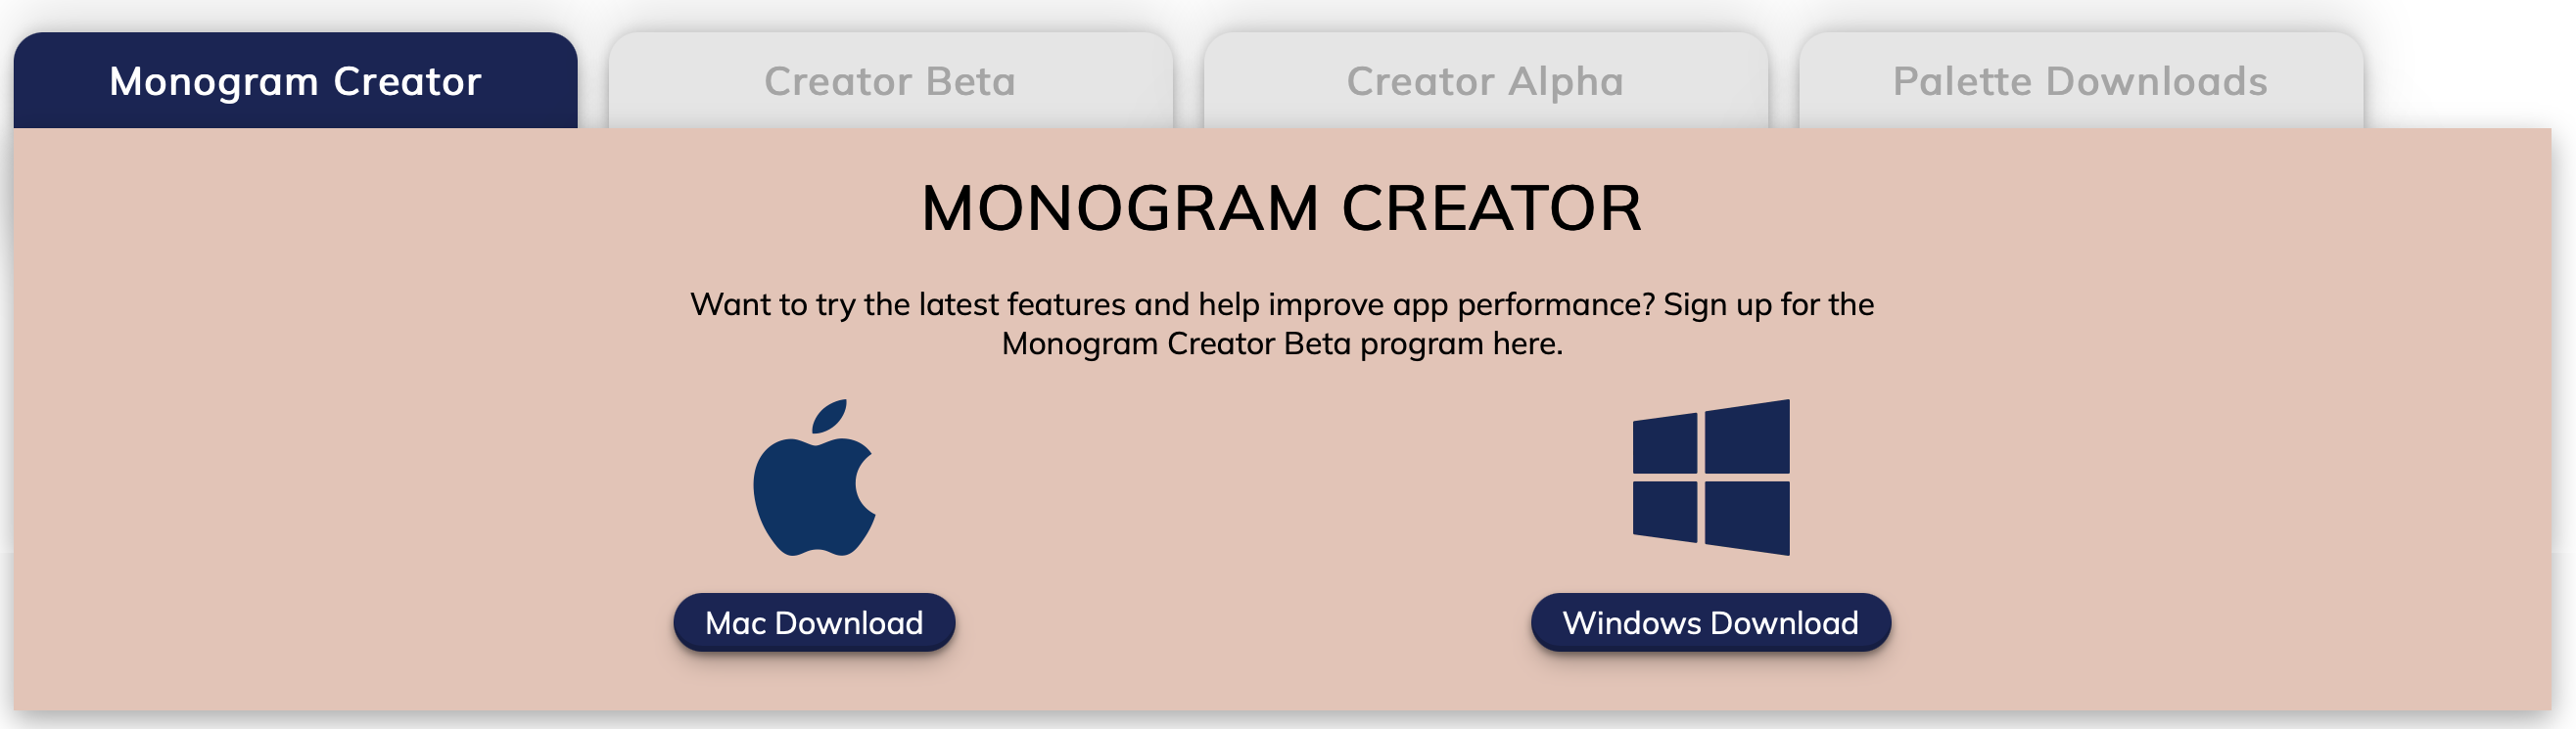 Monogram Creator
Creator Beta
Creator Alpha
Palette Downloads
MONOGRAM CREATOR
Want to try the latest features and help improve app performance? Sign up for the
Monogram Creator Beta program here.
Mac Download
Windows Download